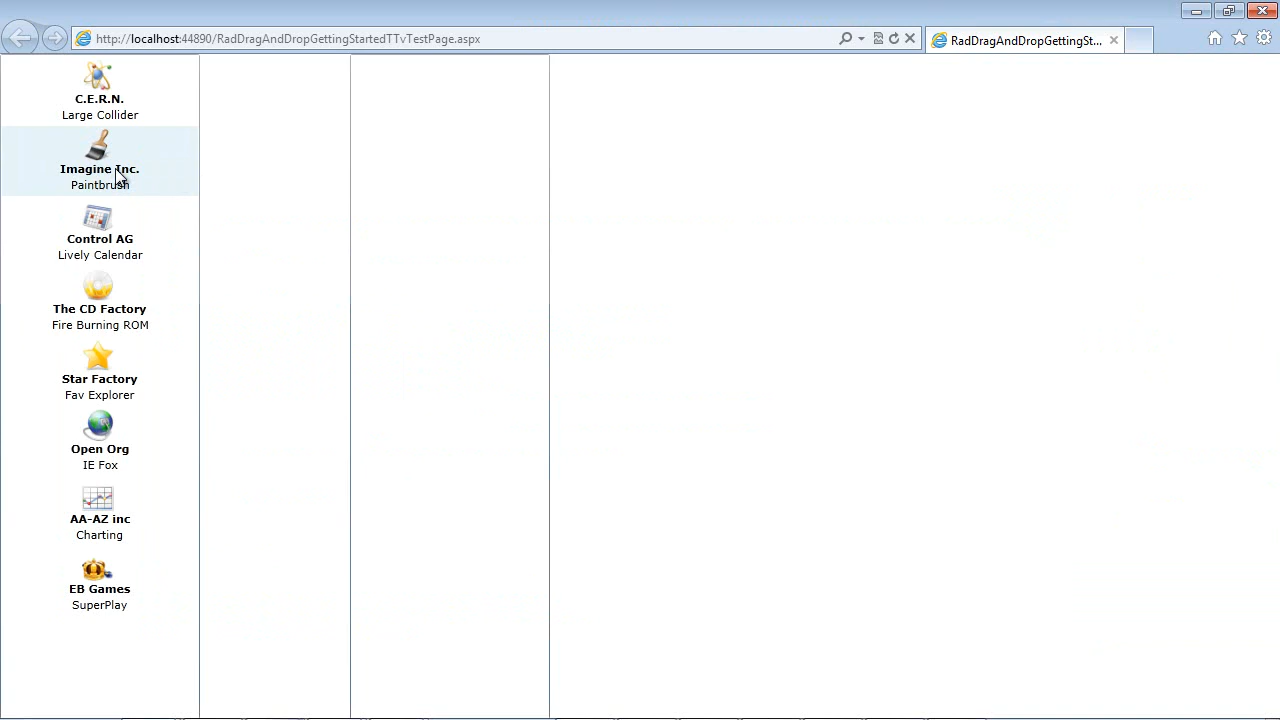 http://localhost:44890/RadDragAndDropGettingStartedTTvTestPage.aspx
RadDragAndDropGettingSt...
C.E.R.N.
Large Collider
Imagine Inc.
Paintbrush
Control AG
Lively Calendar
The CD Factory
Fire Burning ROM
Star Factory
Fav Explorer
Open Org
IE Fox
AA-AZ inc
Charting
EB Games
SuperPlay